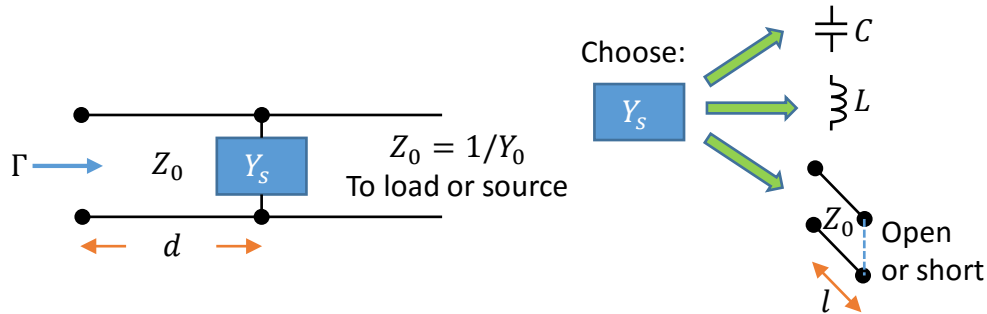 Γ
Z₀
Yₛ
Z₀ = 1/Y₀
To load or source
d
Choose:
Yₛ
C
L
Z₀
Open
or short
l